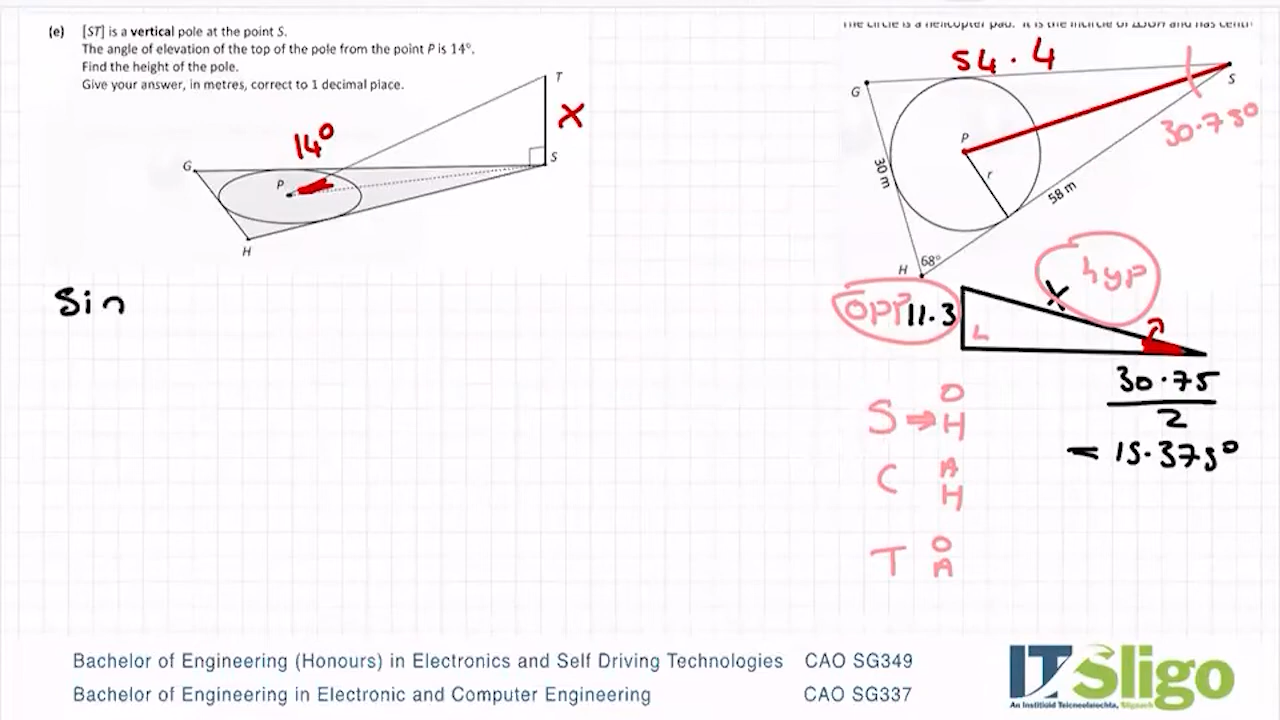 (e) [ST] is a vertical pole at the point S.
The angle of elevation of the top of the pole from the point P is 14°.
Find the height of the pole.
Give your answer, in metres, correct to 1 decimal place.
T
X
14°
S
G
P
H
The circle is a helicopter pad. It is the incircle of ΔSGH and has centr
54.4
S
G
30.75°
P
30 m
r
58 m
68°
H
Sin
hyp
X
opp 11.3
30.75
2
= 15.375°
S ⇒ O
H
C A
H
T O
A
Bachelor of Engineering (Honours) in Electronics and Self Driving Technologies CAO SG349
Bachelor of Engineering in Electronic and Computer Engineering CAO SG337
IT Sligo
An Institiúid Teicneolaíochta, Sligeach